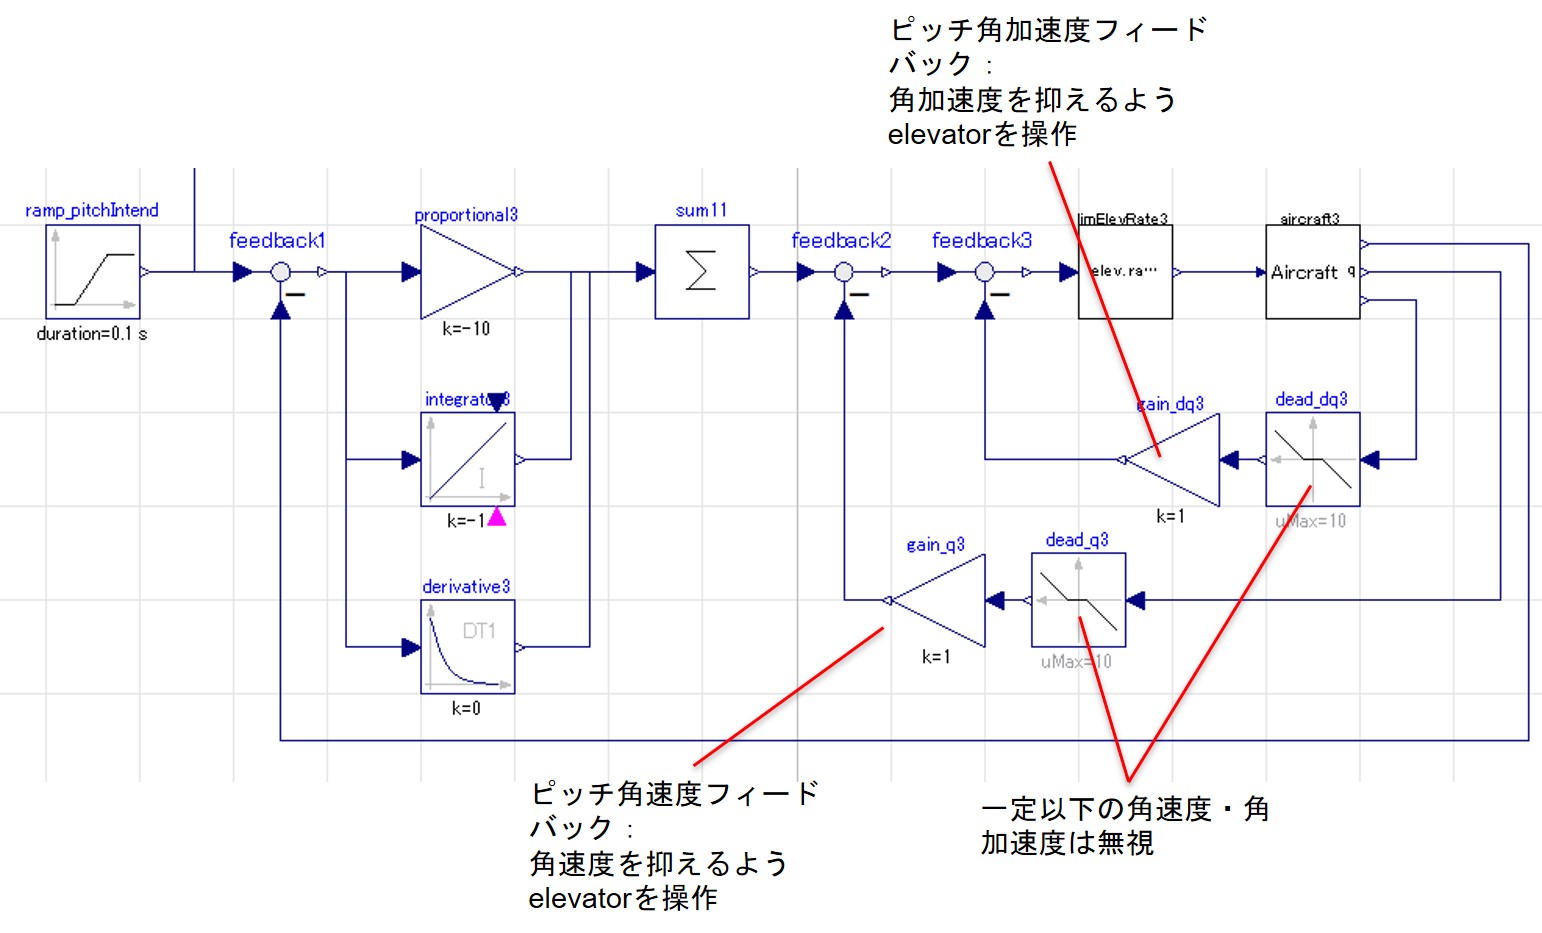 ピッチ角加速度フィード
バック：
角加速度を抑えるよう
elevatorを操作
ramp_pitchIntend
duration=0.1 s
feedback1
proportional3
k=-10
sum11
feedback2
feedback3
limElevRate3
elev.ra…
aircraft3
Aircraft q
integrator3
I
k=-1
gain_dq3
k=1
dead_dq3
uMax=10
derivative3
DT1
k=0
gain_q3
k=1
dead_q3
uMax=10
ピッチ角速度フィード
バック：
角速度を抑えるよう
elevatorを操作
一定以下の角速度・角
加速度は無視